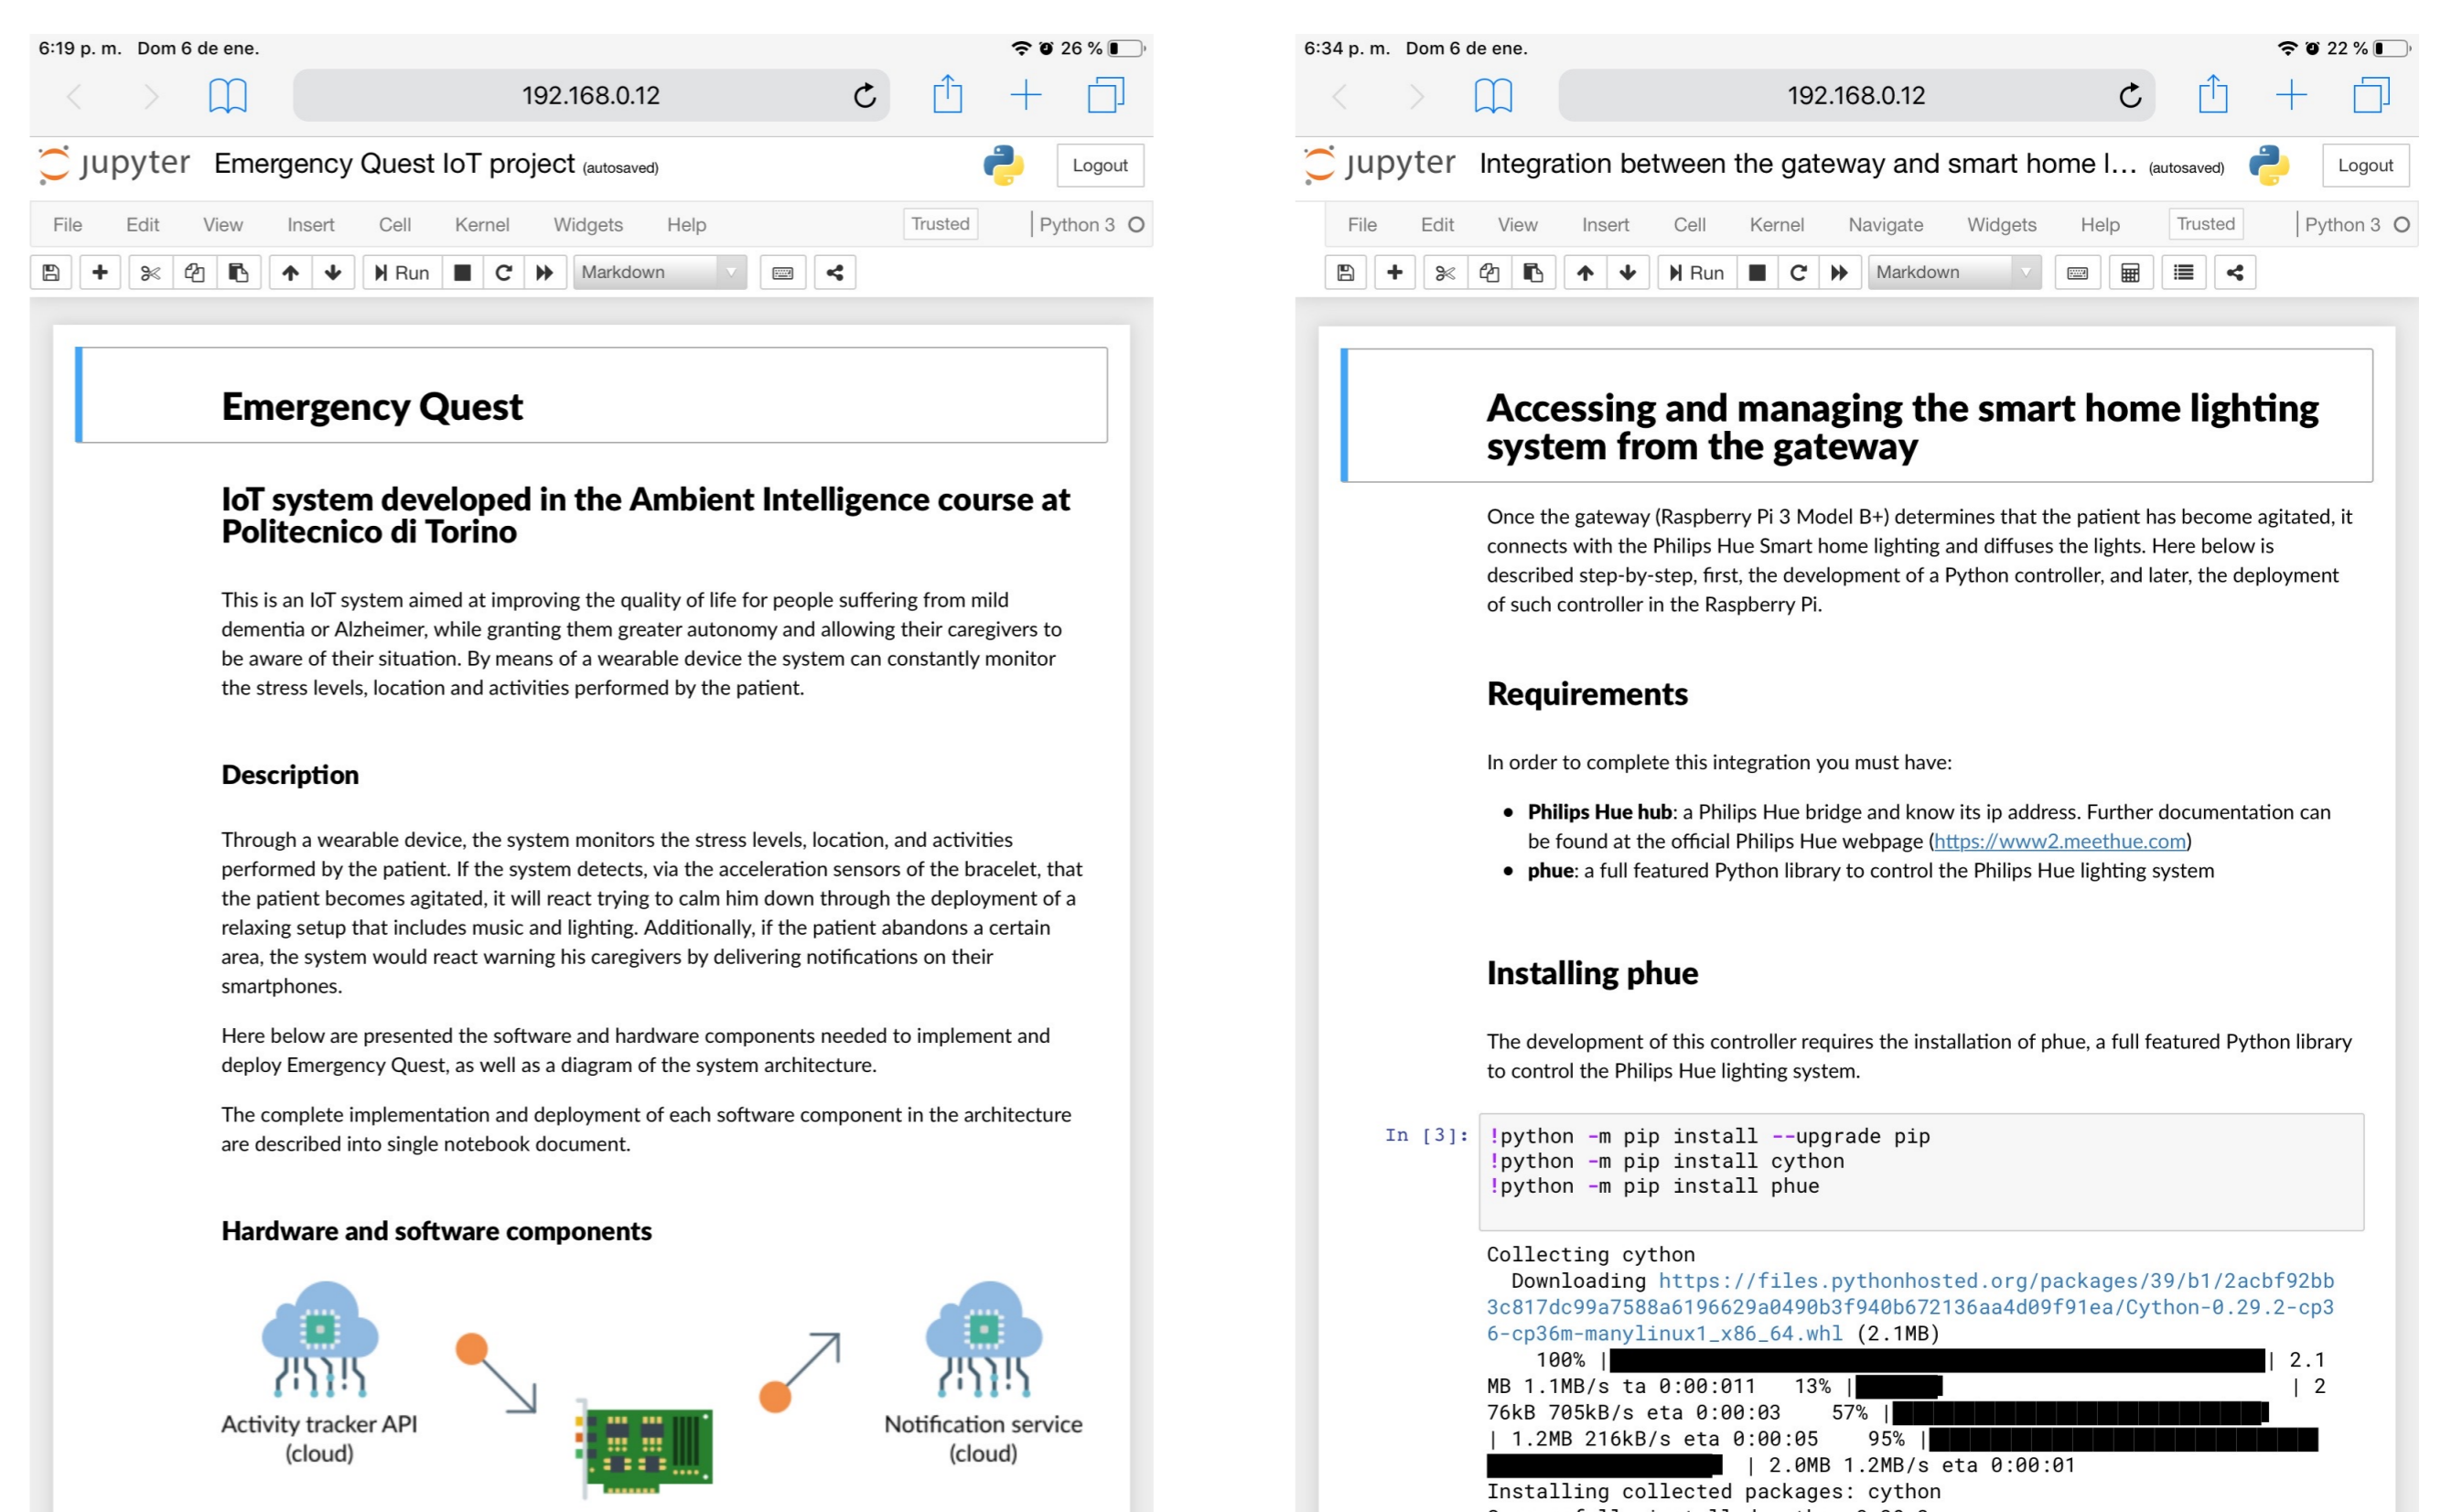 6:19 p. m. Dom 6 de ene.
26 %
192.168.0.12
jupyter Emergency Quest IoT project (autosaved)
Logout
File Edit View Insert Cell Kernel Widgets Help Trusted Python 3
Run Markdown
Emergency Quest
IoT system developed in the Ambient Intelligence course at
Politecnico di Torino
This is an IoT system aimed at improving the quality of life for people suffering from mild
dementia or Alzheimer, while granting them greater autonomy and allowing their caregivers to
be aware of their situation. By means of a wearable device the system can constantly monitor
the stress levels, location and activities performed by the patient.
Description
Through a wearable device, the system monitors the stress levels, location, and activities
performed by the patient. If the system detects, via the acceleration sensors of the bracelet, that
the patient becomes agitated, it will react trying to calm him down through the deployment of a
relaxing setup that includes music and lighting. Additionally, if the patient abandons a certain
area, the system would react warning his caregivers by delivering notifications on their
smartphones.
Here below are presented the software and hardware components needed to implement and
deploy Emergency Quest, as well as a diagram of the system architecture.
The complete implementation and deployment of each software component in the architecture
are described into single notebook document.
Hardware and software components
Activity tracker API
(cloud)
Notification service
(cloud)
6:34 p. m. Dom 6 de ene.
22 %
192.168.0.12
jupyter Integration between the gateway and smart home l... (autosaved)
Logout
File Edit View Insert Cell Kernel Navigate Widgets Help Trusted Python 3
Run Markdown
Accessing and managing the smart home lighting
system from the gateway
Once the gateway (Raspberry Pi 3 Model B+) determines that the patient has become agitated, it
connects with the Philips Hue Smart home lighting and diffuses the lights. Here below is
described step-by-step, first, the development of a Python controller, and later, the deployment
of such controller in the Raspberry Pi.
Requirements
In order to complete this integration you must have:
• Philips Hue hub: a Philips Hue bridge and know its ip address. Further documentation can
be found at the official Philips Hue webpage (https://www2.meethue.com)
• phue: a full featured Python library to control the Philips Hue lighting system
Installing phue
The development of this controller requires the installation of phue, a full featured Python library
to control the Philips Hue lighting system.
In [3]: !python -m pip install --upgrade pip
!python -m pip install cython
!python -m pip install phue
Collecting cython
Downloading https://files.pythonhosted.org/packages/39/b1/2acbf92bb
3c817dc99a7588a6196629a0490b3f940b672136aa4d09f91ea/Cython-0.29.2-cp3
6-cp36m-manylinux1_x86_64.whl (2.1MB)
100% | | 2.1
MB 1.1MB/s ta 0:00:011 13% | | 2
76kB 705kB/s eta 0:00:03 57% |
| 1.2MB 216kB/s eta 0:00:05 95% |
| 2.0MB 1.2MB/s eta 0:00:01
Installing collected packages: cython